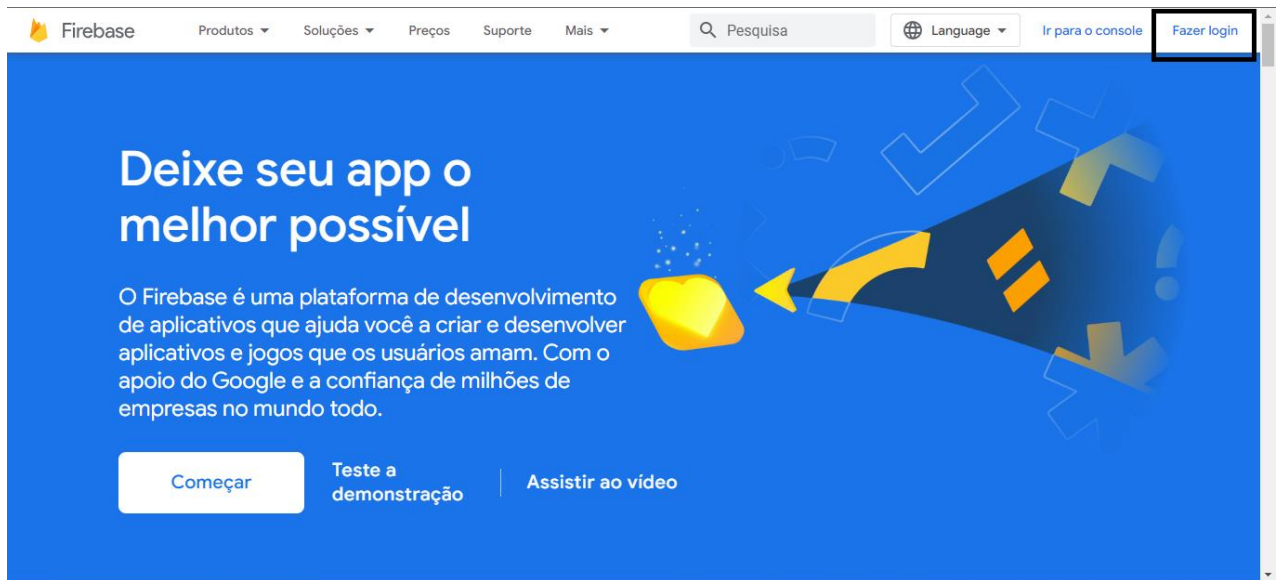 Firebase Produtos Soluções Preços Suporte Mais Pesquisa Language Ir para o console Fazer login
Deixe seu app o
melhor possível
O Firebase é uma plataforma de desenvolvimento
de aplicativos que ajuda você a criar e desenvolver
aplicativos e jogos que os usuários amam. Com o
apoio do Google e a confiança de milhões de
empresas no mundo todo.
Começar
Teste a
demonstração
Assistir ao vídeo